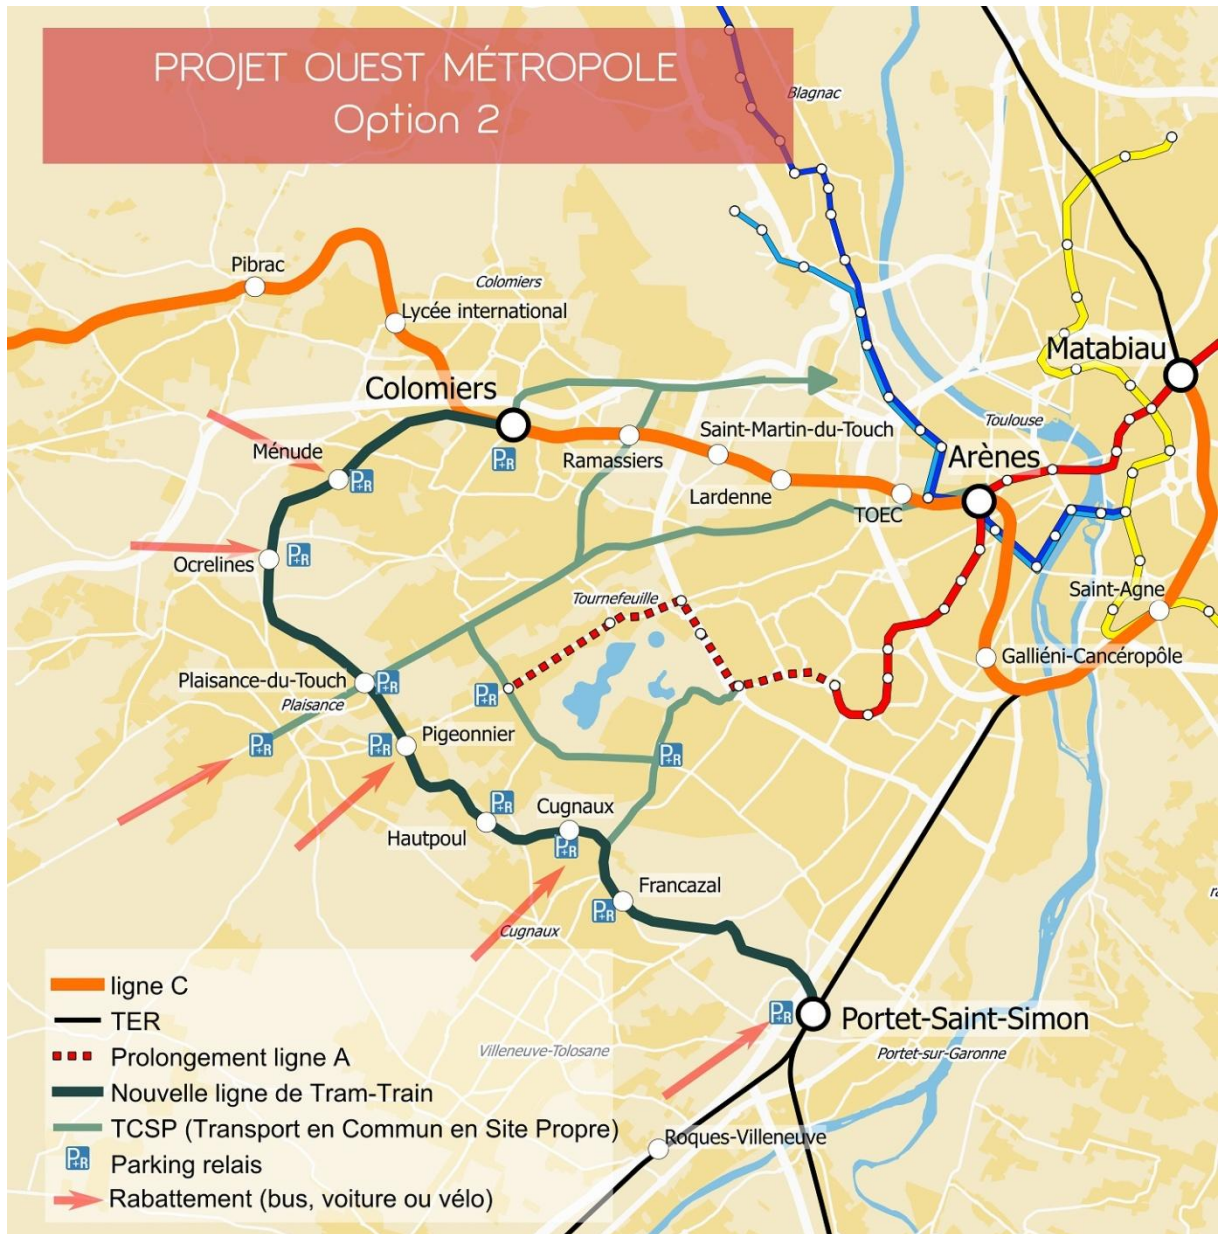 PROJET OUEST MÉTROPOLE
Option 2
Blagnac
Pibrac
Colomiers
Lycée international
Matabiau
Colomiers
Toulouse
Saint-Martin-du-Touch
Arènes
Ménude
P+R
Ramassiers
P+R
Lardenne
TOEC
Ocrelines
P+R
Saint-Agne
Tournefeuille
Galliéni-Cancéropôle
Plaisance-du-Touch
P+R
P+R
Plaisance
Pigeonnier
P+R
P+R
P+R
P+R
Cugnaux
Hautpoul
P+R
Francazal
P+R
Cugnaux
ligne C
TER
P+R
Portet-Saint-Simon
Prolongement ligne A
Villeneuve-Tolosane
Portet-sur-Garonne
Nouvelle ligne de Tram-Train
TCSP (Transport en Commun en Site Propre)
Roques-Villeneuve
P+R
Parking relais
Rabattement (bus, voiture ou vélo)